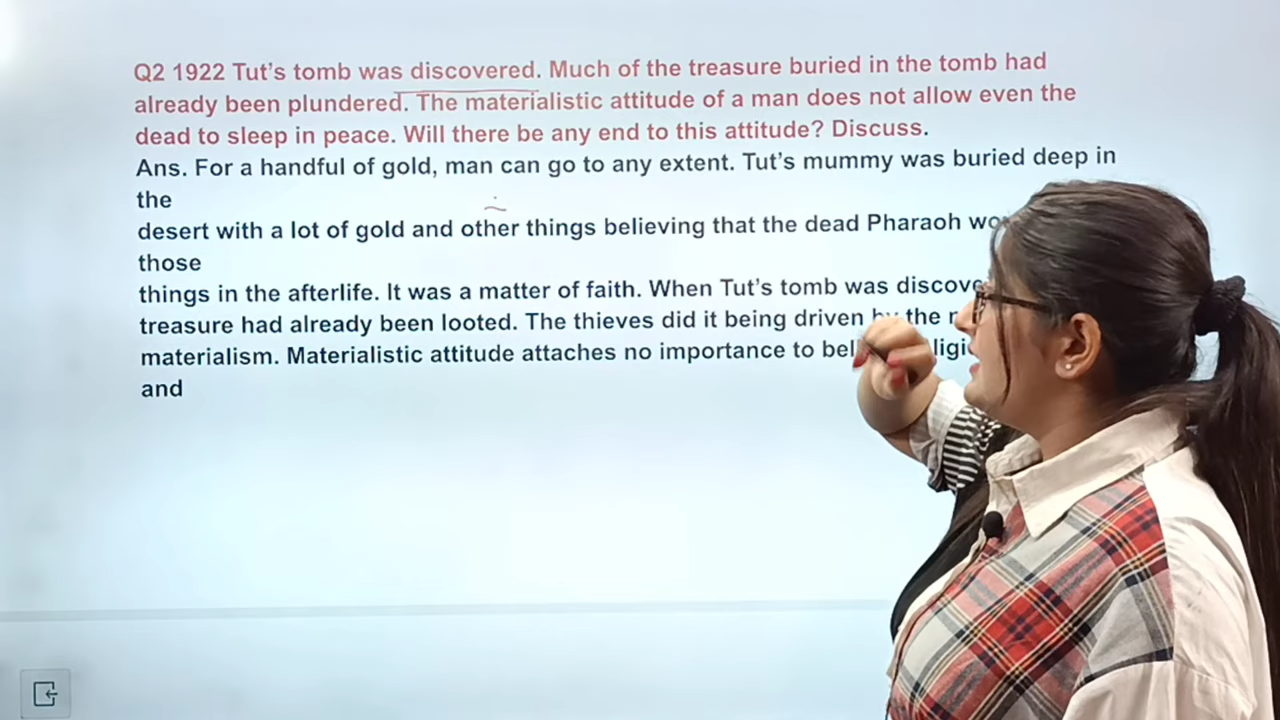 Q2 1922 Tut's tomb was discovered. Much of the treasure buried in the tomb had
already been plundered. The materialistic attitude of a man does not allow even the
dead to sleep in peace. Will there be any end to this attitude? Discuss.
Ans. For a handful of gold, man can go to any extent. Tut's mummy was buried deep in
the
desert with a lot of gold and other things believing that the dead Pharaoh
those
things in the afterlife. It was a matter of faith. When Tut's tomb was
treasure had already been looted. The thieves did it being driven the
materialism. Materialistic attitude attaches no importance to
and